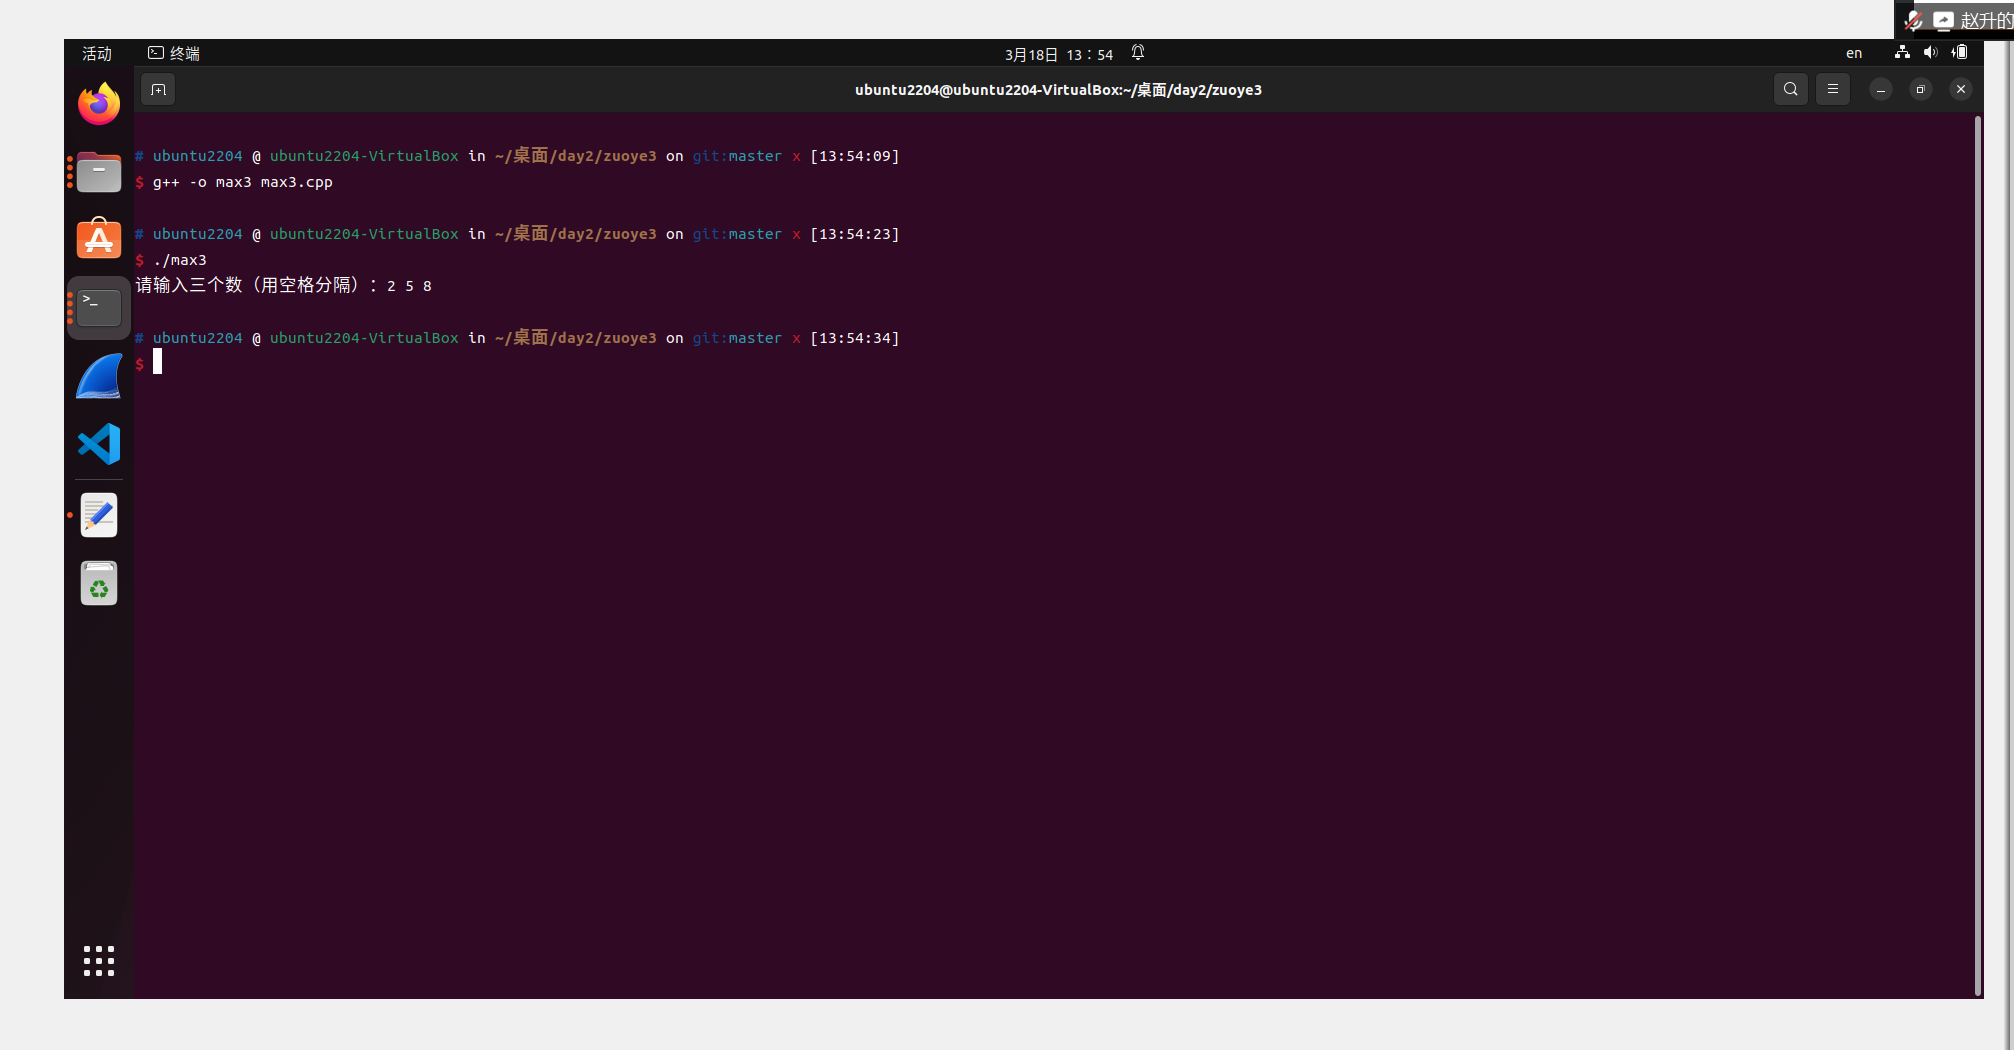 赵升的
活动 终端 3月18日 13：54 en
ubuntu2204@ubuntu2204-VirtualBox:~/桌面/day2/zuoye3
# ubuntu2204 @ ubuntu2204-VirtualBox in ~/桌面/day2/zuoye3 on git:master x [13:54:09]
$ g++ -o max3 max3.cpp
# ubuntu2204 @ ubuntu2204-VirtualBox in ~/桌面/day2/zuoye3 on git:master x [13:54:23]
$ ./max3
请输入三个数（用空格分隔）：2 5 8
# ubuntu2204 @ ubuntu2204-VirtualBox in ~/桌面/day2/zuoye3 on git:master x [13:54:34]
$